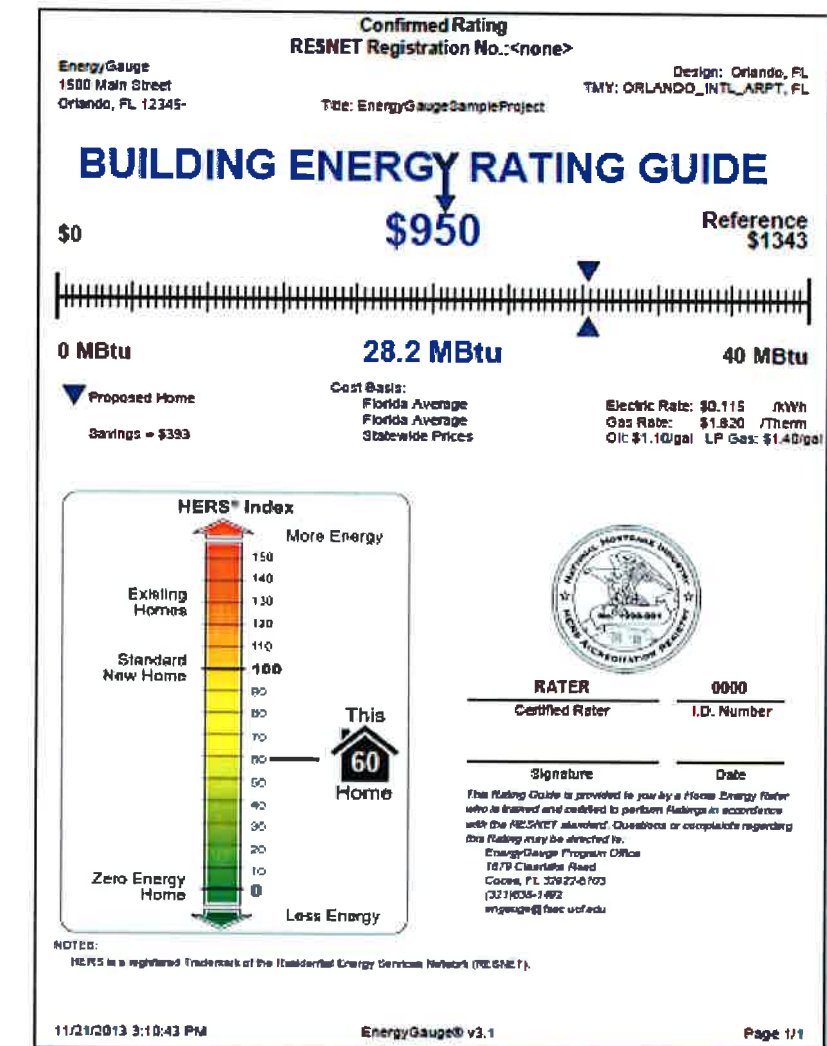 Confirmed Rating
RESNET Registration No.:<none>
EnergyGauge
1500 Main Street
Orlando, FL 12345-
Title: EnergyGaugeSampleProject
Design: Orlando, FL
TMY: ORLANDO_INTL_ARPT, FL
BUILDING ENERGY RATING GUIDE
$0
$950
Reference
$1343
0 MBtu
28.2 MBtu
40 MBtu
Proposed Home
Savings = $393
Cost Basis:
Florida Average
Florida Average
Statewide Prices
Electric Rate: $0.115 /kWh
Gas Rate: $1.820 /Therm
Oil: $1.10/gal LP Gas: $1.40/gal
HERS® Index
More Energy
150
140
Existing
Homes
130
120
110
Standard
New Home
100
90
80
70
60
50
40
30
20
10
Zero Energy
Home
0
Less Energy
This
60
Home
NATIONAL MORTGAGE INDUSTRY
HERS ACCREDITATION REGISTRY
RATER 0000
Certified Rater I.D. Number
Signature Date
This Rating Guide is provided to you by a Home Energy Rater
who is trained and certified to perform Ratings in accordance
with the RESNET standard. Questions or complaints regarding
this Rating may be directed to:
EnergyGauge Program Office
1679 Clearlake Road
Cocoa, FL 32922-5703
(321)638-1492
engauge@fsec.ucf.edu
NOTES:
HERS is a registered Trademark of the Residential Energy Services Network (RESNET).
11/21/2013 3:10:43 PM
EnergyGauge® v3.1
Page 1/1